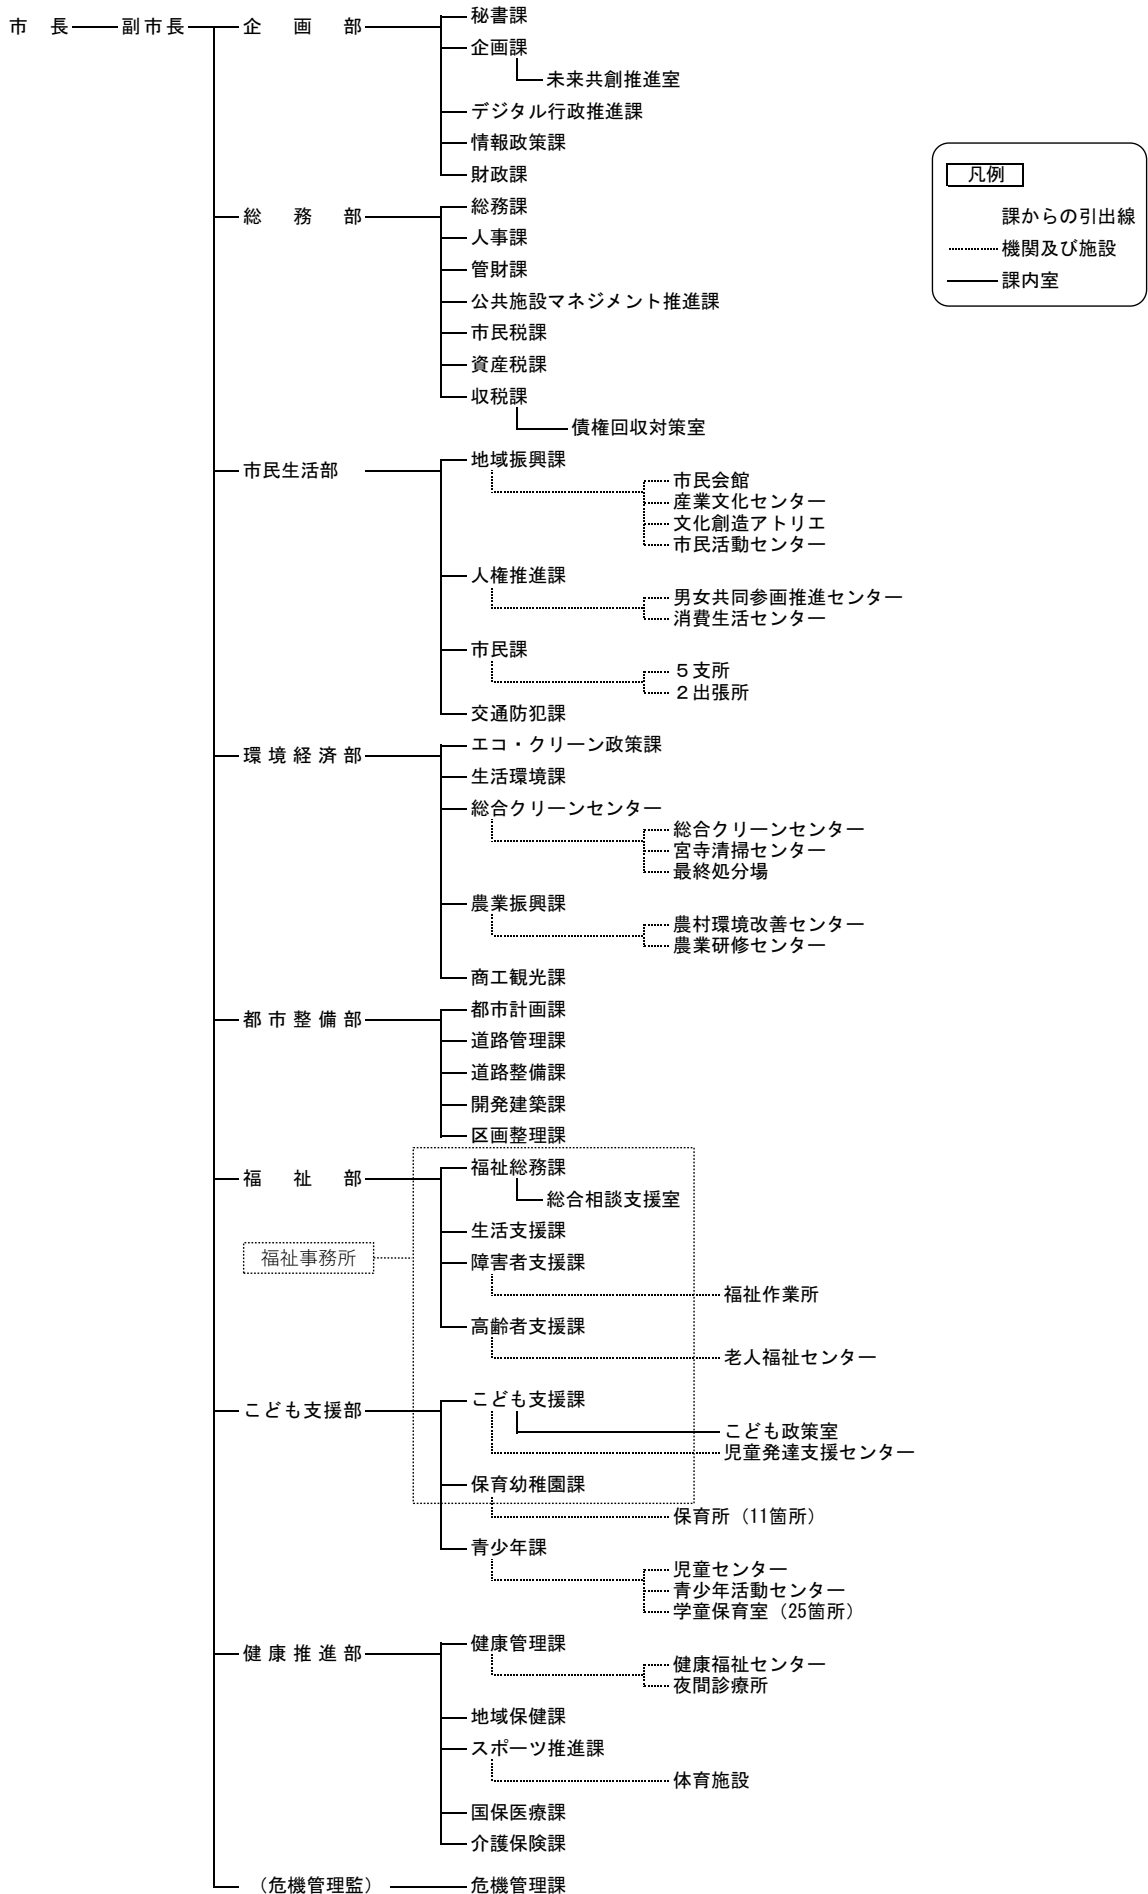 市長 副市長 企画部 秘書課
企画課
未来共創推進室
デジタル行政推進課
情報政策課
財政課
凡例
課からの引出線
機関及び施設
課内室
総務部 総務課
人事課
管財課
公共施設マネジメント推進課
市民税課
資産税課
収税課
債権回収対策室
市民生活部 地域振興課
市民会館
産業文化センター
文化創造アトリエ
市民活動センター
人権推進課
男女共同参画推進センター
消費生活センター
市民課
５支所
２出張所
交通防犯課
環境経済部 エコ・クリーン政策課
生活環境課
総合クリーンセンター
総合クリーンセンター
宮寺清掃センター
最終処分場
農業振興課
農村環境改善センター
農業研修センター
商工観光課
都市整備部 都市計画課
道路管理課
道路整備課
開発建築課
区画整理課
福祉部 福祉総務課
総合相談支援室
生活支援課
福祉事務所 障害者支援課
福祉作業所
高齢者支援課
老人福祉センター
こども支援部 こども支援課
こども政策室
児童発達支援センター
保育幼稚園課
保育所（11箇所）
青少年課
児童センター
青少年活動センター
学童保育室（25箇所）
健康推進部 健康管理課
健康福祉センター
夜間診療所
地域保健課
スポーツ推進課
体育施設
国保医療課
介護保険課
（危機管理監） 危機管理課